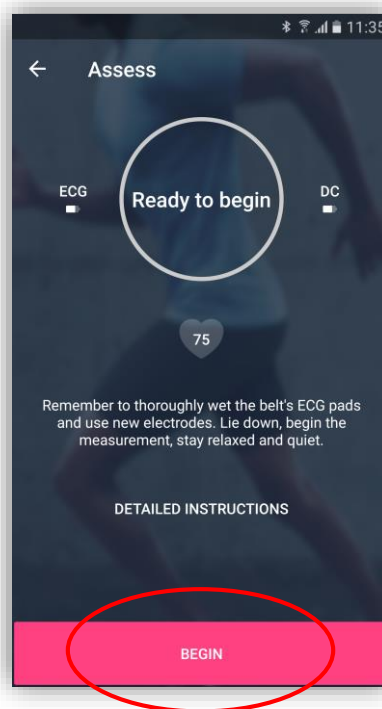 11:35
Assess
ECG
Ready to begin
DC
75
Remember to thoroughly wet the belt's ECG pads
and use new electrodes. Lie down, begin the
measurement, stay relaxed and quiet.
DETAILED INSTRUCTIONS
BEGIN